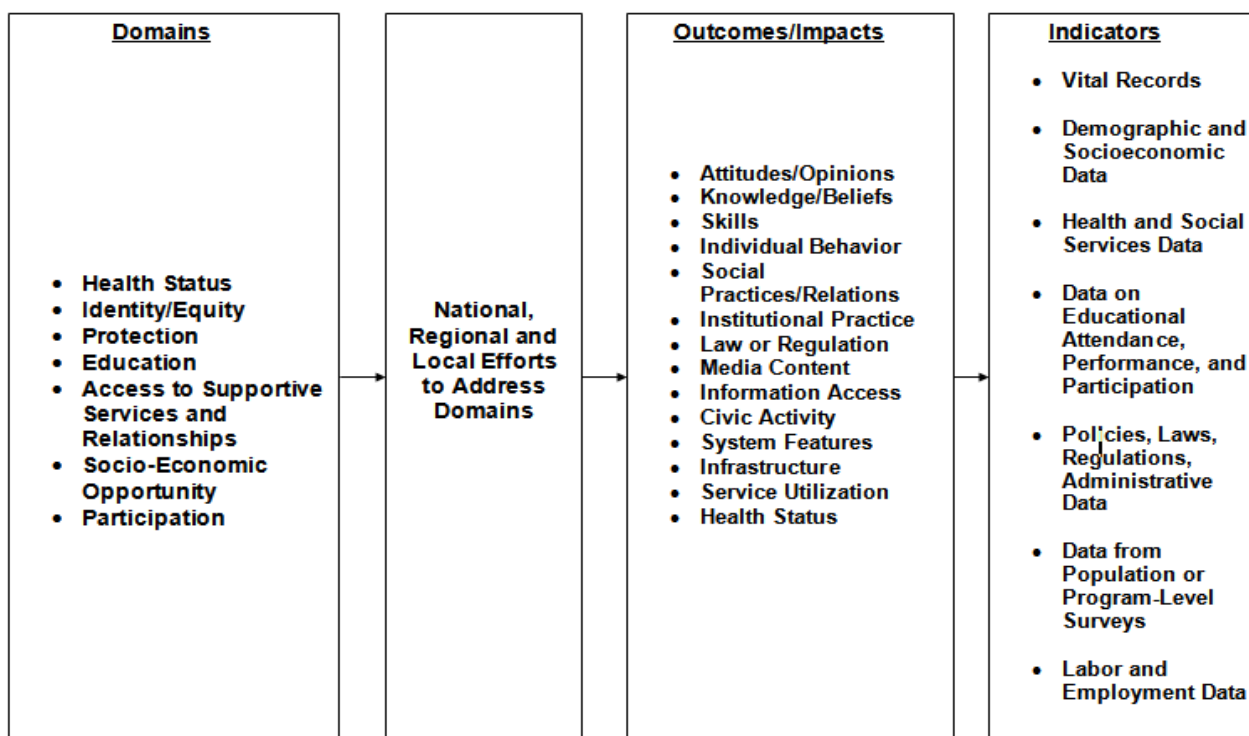 Domains
• Health Status
• Identity/Equity
• Protection
• Education
• Access to Supportive
Services and
Relationships
• Socio-Economic
Opportunity
• Participation
National,
Regional and
Local Efforts
to Address
Domains
Outcomes/Impacts
• Attitudes/Opinions
• Knowledge/Beliefs
• Skills
• Individual Behavior
• Social
Practices/Relations
• Institutional Practice
• Law or Regulation
• Media Content
• Information Access
• Civic Activity
• System Features
• Infrastructure
• Service Utilization
• Health Status
Indicators
• Vital Records
• Demographic and
Socioeconomic
Data
• Health and Social
Services Data
• Data on
Educational
Attendance,
Performance, and
Participation
• Policies, Laws,
Regulations,
Administrative
Data
• Data from
Population or
Program-Level
Surveys
• Labor and
Employment Data